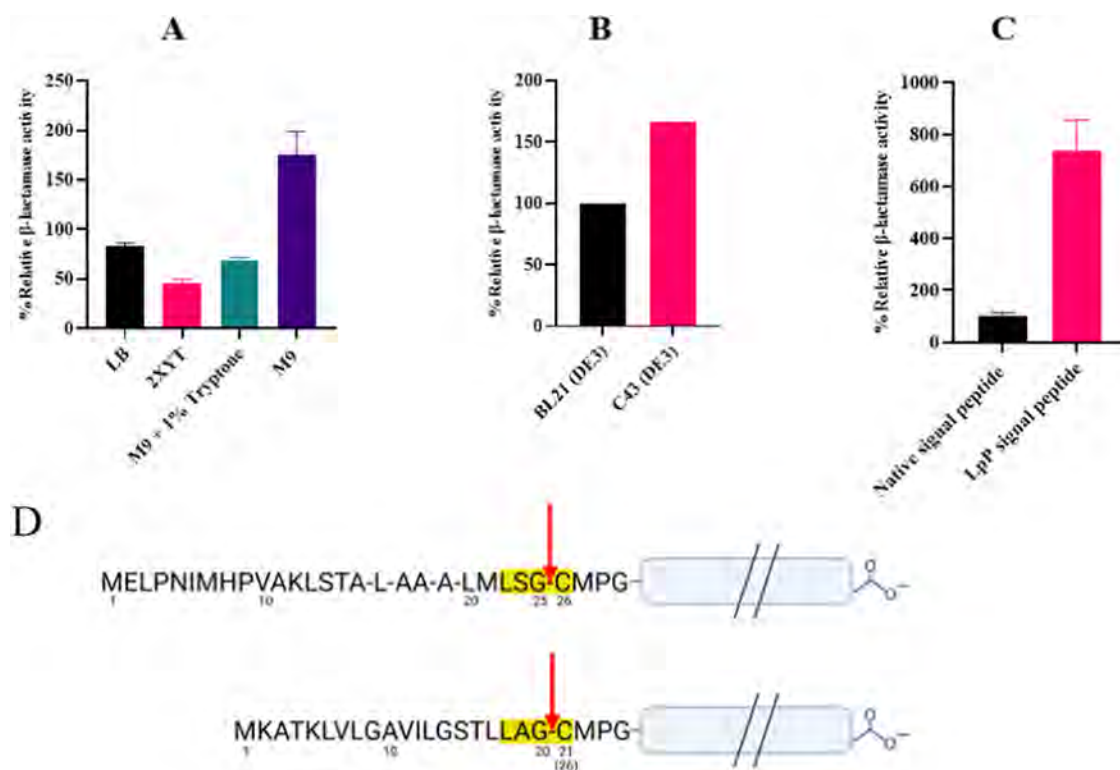 A
% Relative β-lactamase activity
250
200
150
100
50
0
LB
2XYT
M9 + 1% Tryptone
M9
B
% Relative β-lactamase activity
200
150
100
50
0
BL21 (DE3)
C43 (DE3)
C
% Relative β-lactamase activity
1000
800
600
400
200
0
Native signal peptide
LpP signal peptide
D
MELPNIMHPVAKLSTA-L-AA-A-LMLSG-CMPG
1 10 20 25 26
O
O
MKATKLVLGAVILGSTLLAG-CMPG
1 10 20 21
(26)
O
O